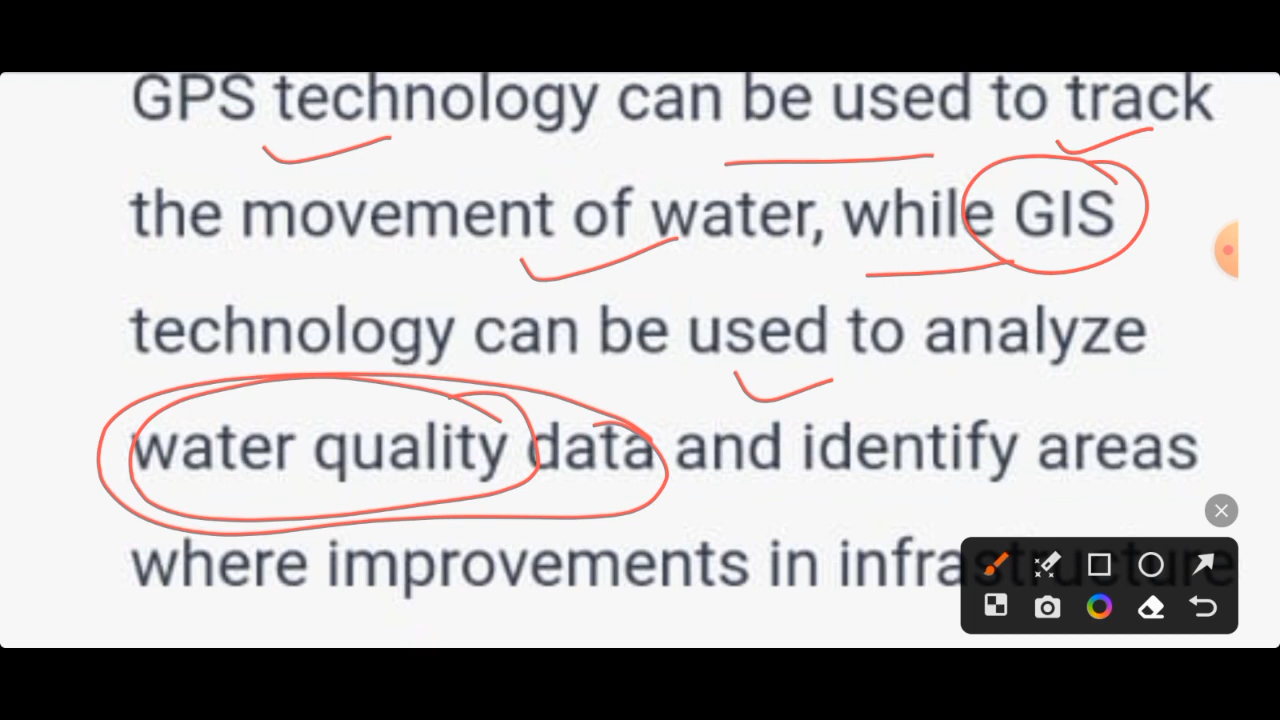 GPS technology can be used to track
the movement of water, while GIS
technology can be used to analyze
water quality data and identify areas
where improvements in infrastructure